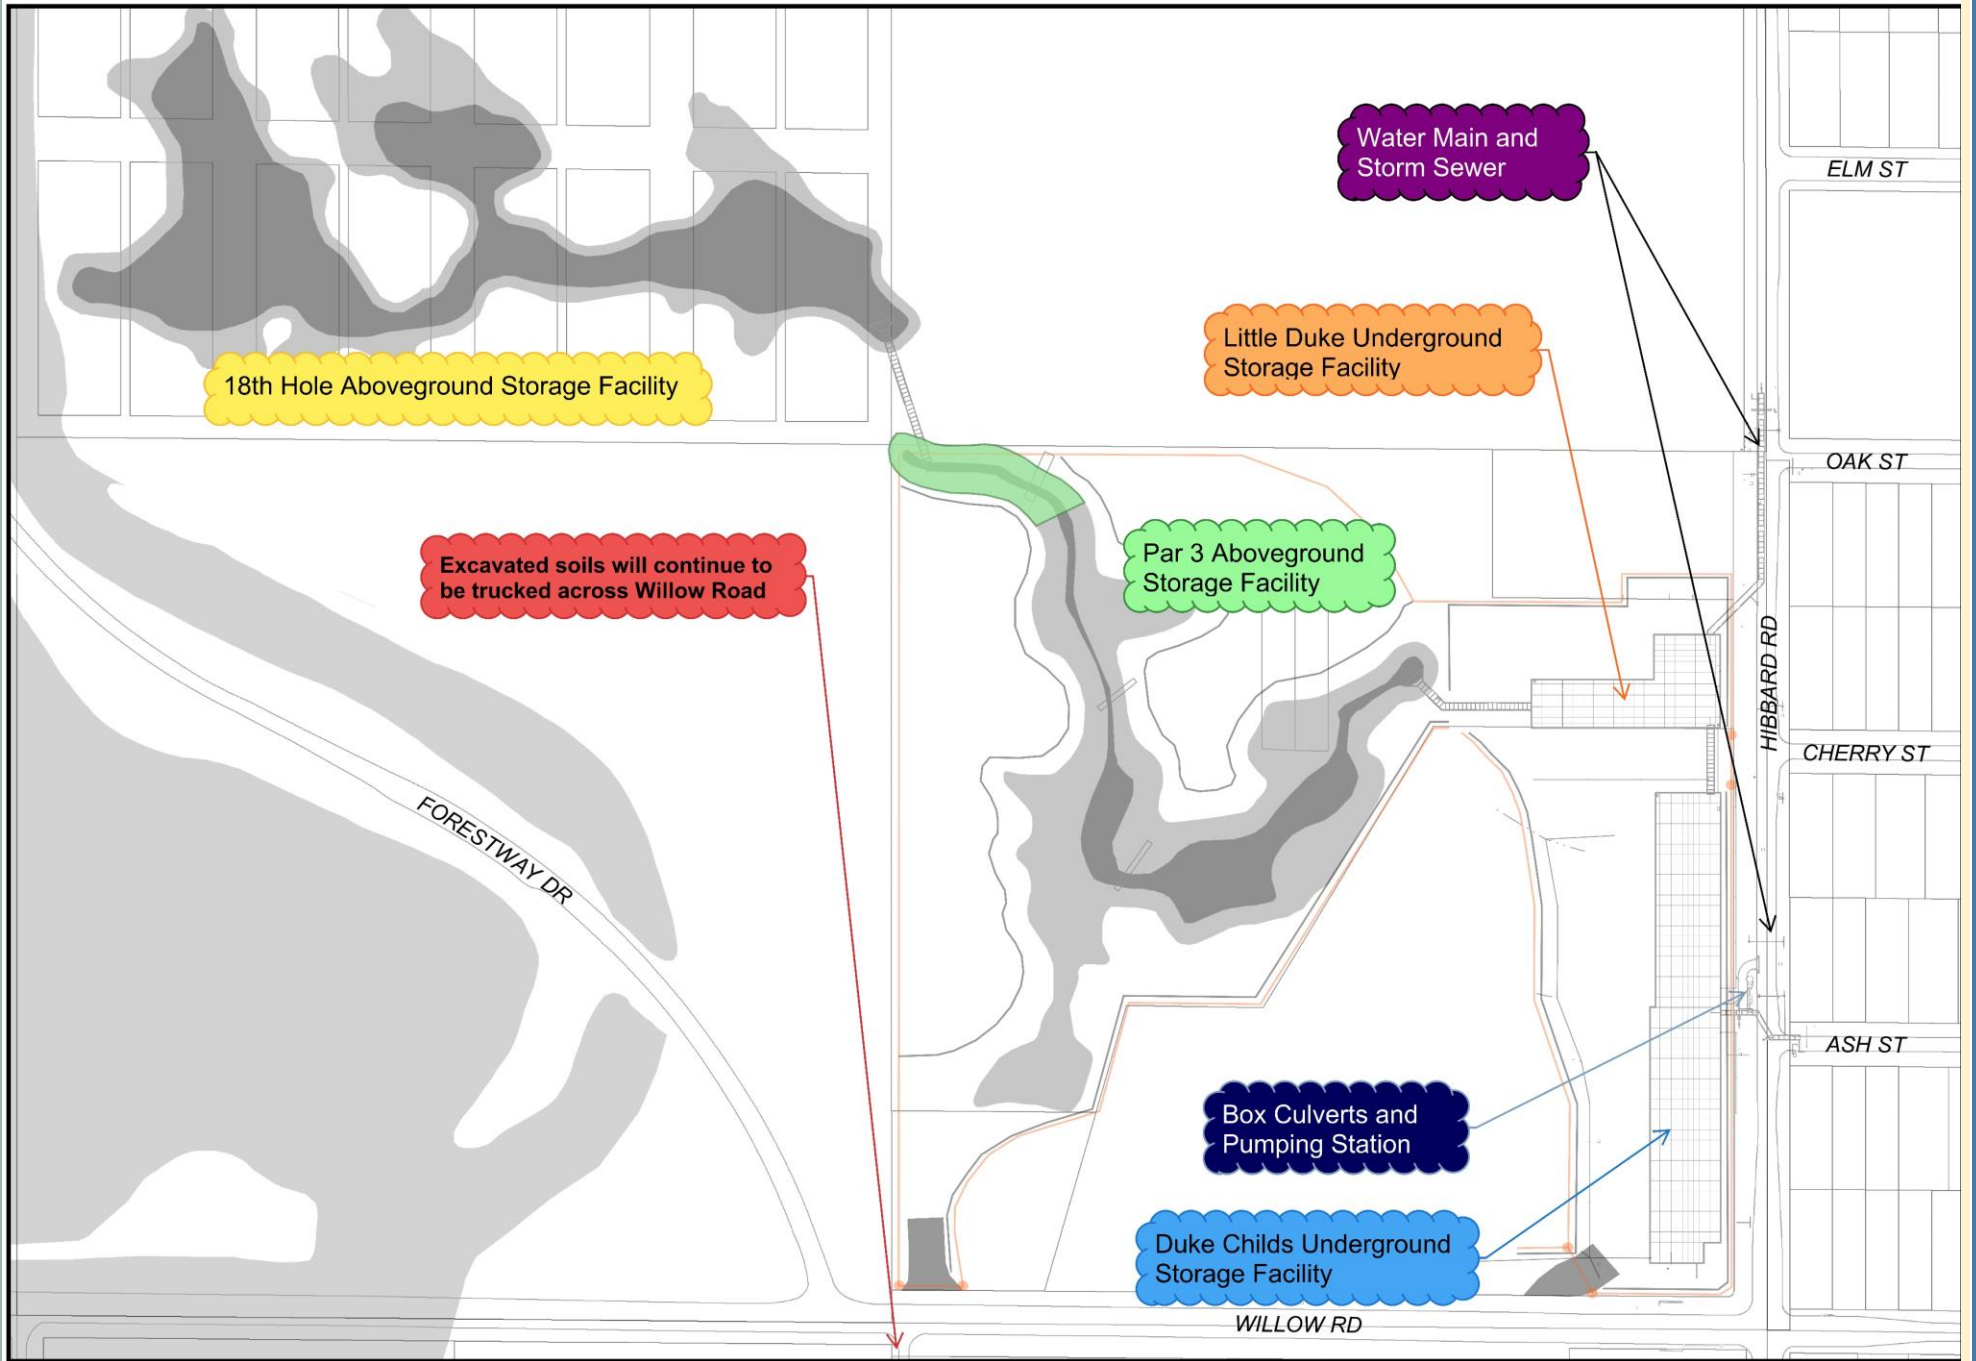 Water Main and
Storm Sewer
ELM ST
Little Duke Underground
Storage Facility
18th Hole Aboveground Storage Facility
OAK ST
Excavated soils will continue to
be trucked across Willow Road
Par 3 Aboveground
Storage Facility
HIBBARD RD
CHERRY ST
FORESTWAY DR
ASH ST
Box Culverts and
Pumping Station
Duke Childs Underground
Storage Facility
WILLOW RD